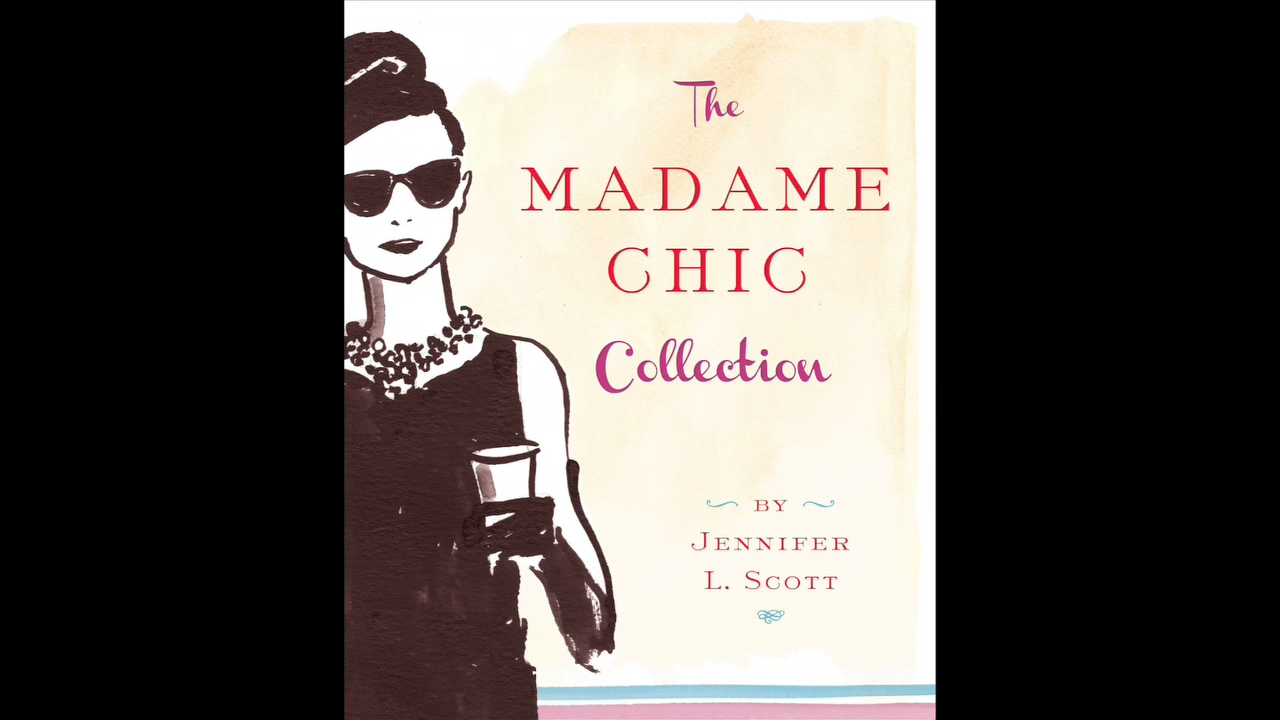 The
MADAME
CHIC
Collection
BY
JENNIFER
L. SCOTT